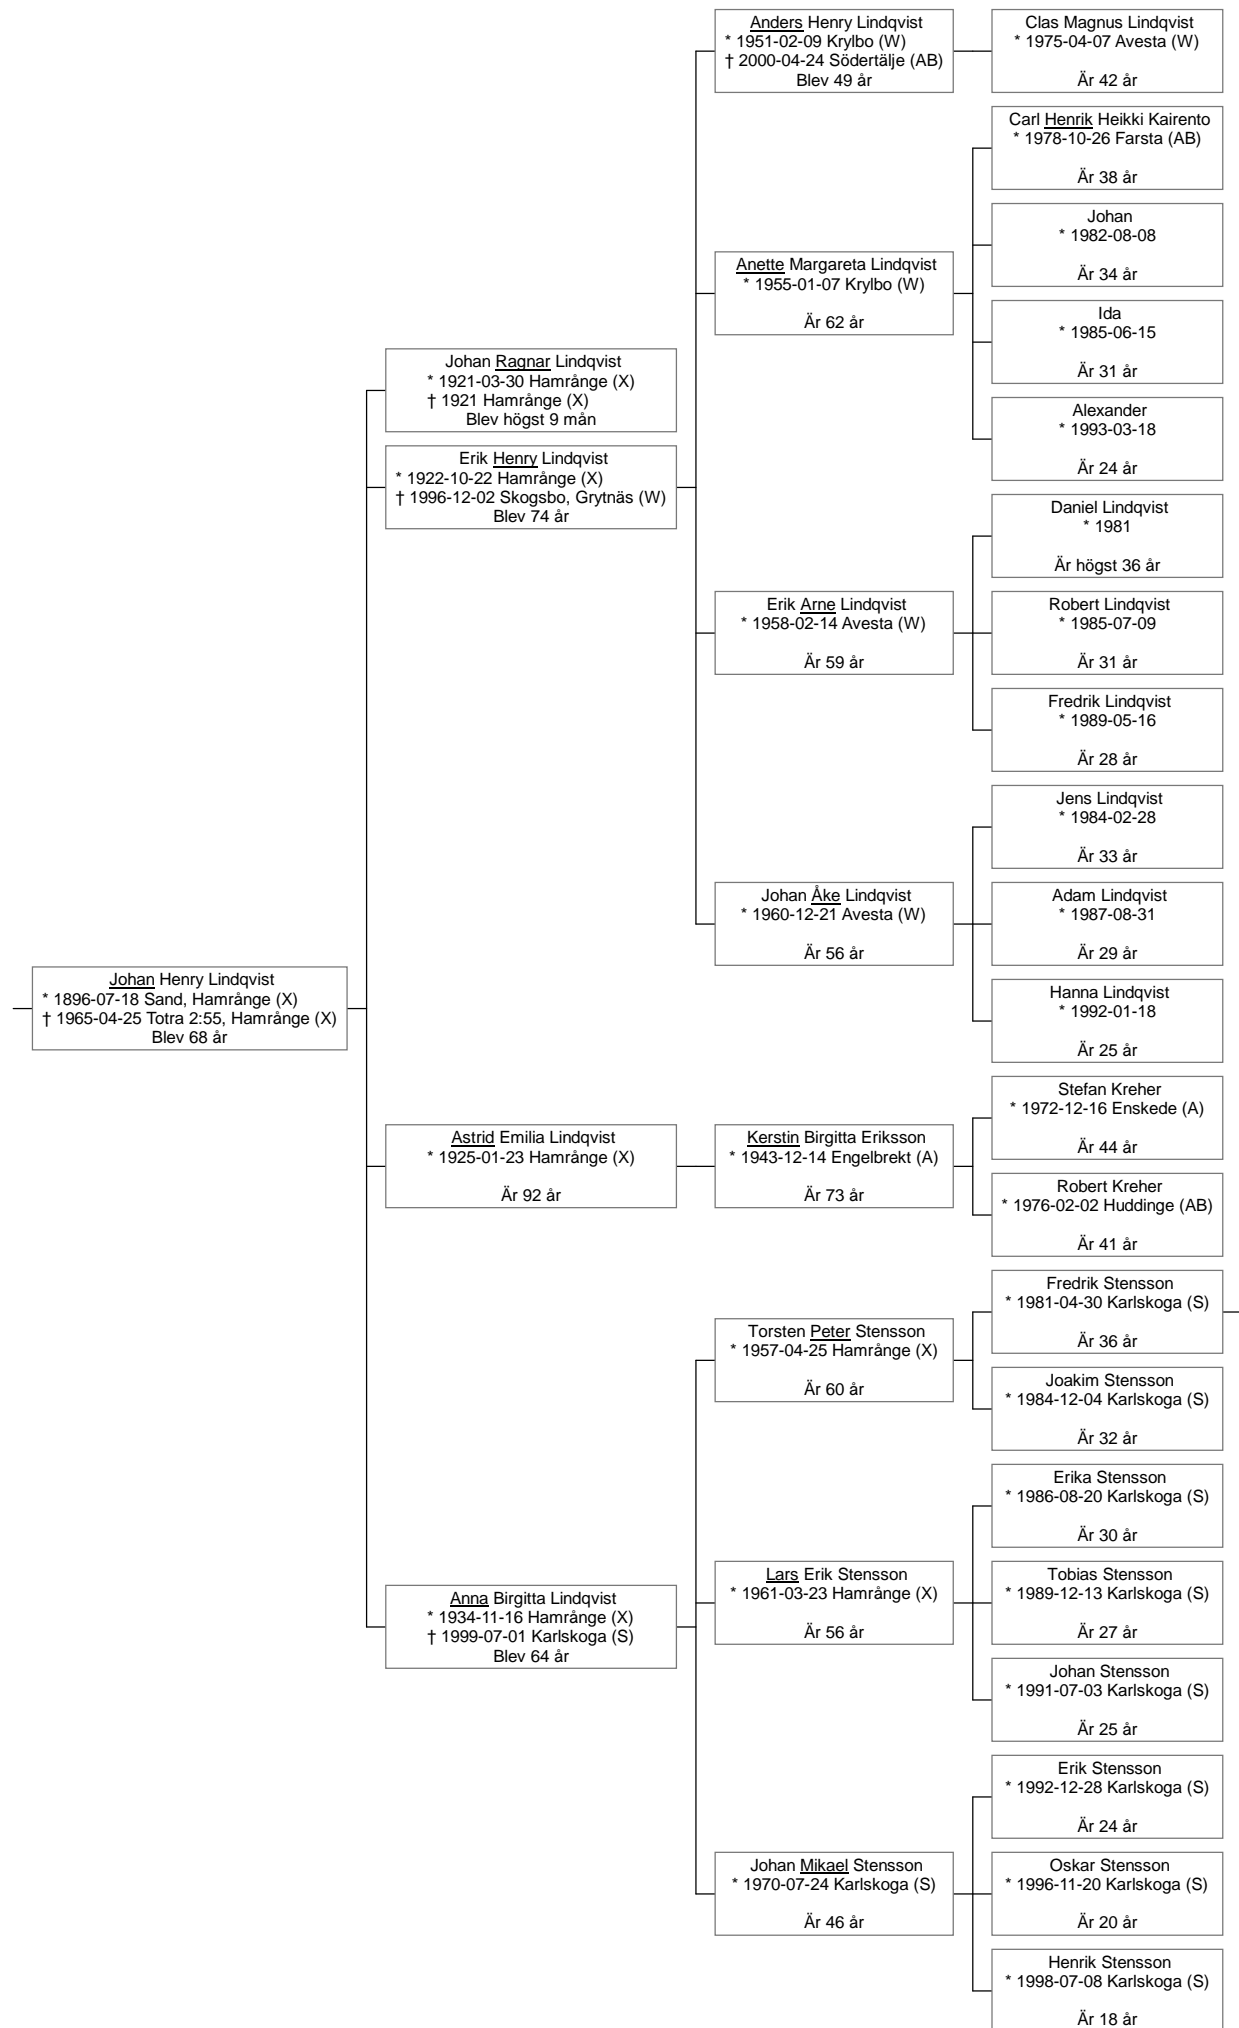 Anders Henry Lindqvist
* 1951-02-09 Krylbo (W)
† 2000-04-24 Södertälje (AB)
Blev 49 år
Clas Magnus Lindqvist
* 1975-04-07 Avesta (W)
Är 42 år
Carl Henrik Heikki Kairento
* 1978-10-26 Farsta (AB)
Är 38 år
Johan
* 1982-08-08
Är 34 år
Anette Margareta Lindqvist
* 1955-01-07 Krylbo (W)
Är 62 år
Ida
* 1985-06-15
Är 31 år
Johan Ragnar Lindqvist
* 1921-03-30 Hamrånge (X)
† 1921 Hamrånge (X)
Blev högst 9 mån
Alexander
* 1993-03-18
Är 24 år
Erik Henry Lindqvist
* 1922-10-22 Hamrånge (X)
† 1996-12-02 Skogsbo, Grytnäs (W)
Blev 74 år
Daniel Lindqvist
* 1981
Är högst 36 år
Erik Arne Lindqvist
* 1958-02-14 Avesta (W)
Är 59 år
Robert Lindqvist
* 1985-07-09
Är 31 år
Fredrik Lindqvist
* 1989-05-16
Är 28 år
Jens Lindqvist
* 1984-02-28
Är 33 år
Johan Åke Lindqvist
* 1960-12-21 Avesta (W)
Är 56 år
Adam Lindqvist
* 1987-08-31
Är 29 år
Johan Henry Lindqvist
* 1896-07-18 Sand, Hamrånge (X)
† 1965-04-25 Totra 2:55, Hamrånge (X)
Blev 68 år
Hanna Lindqvist
* 1992-01-18
Är 25 år
Stefan Kreher
* 1972-12-16 Enskede (A)
Är 44 år
Astrid Emilia Lindqvist
* 1925-01-23 Hamrånge (X)
Är 92 år
Kerstin Birgitta Eriksson
* 1943-12-14 Engelbrekt (A)
Är 73 år
Robert Kreher
* 1976-02-02 Huddinge (AB)
Är 41 år
Fredrik Stensson
* 1981-04-30 Karlskoga (S)
Är 36 år
Torsten Peter Stensson
* 1957-04-25 Hamrånge (X)
Är 60 år
Joakim Stensson
* 1984-12-04 Karlskoga (S)
Är 32 år
Erika Stensson
* 1986-08-20 Karlskoga (S)
Är 30 år
Anna Birgitta Lindqvist
* 1934-11-16 Hamrånge (X)
† 1999-07-01 Karlskoga (S)
Blev 64 år
Lars Erik Stensson
* 1961-03-23 Hamrånge (X)
Är 56 år
Tobias Stensson
* 1989-12-13 Karlskoga (S)
Är 27 år
Johan Stensson
* 1991-07-03 Karlskoga (S)
Är 25 år
Erik Stensson
* 1992-12-28 Karlskoga (S)
Är 24 år
Johan Mikael Stensson
* 1970-07-24 Karlskoga (S)
Är 46 år
Oskar Stensson
* 1996-11-20 Karlskoga (S)
Är 20 år
Henrik Stensson
* 1998-07-08 Karlskoga (S)
Är 18 år